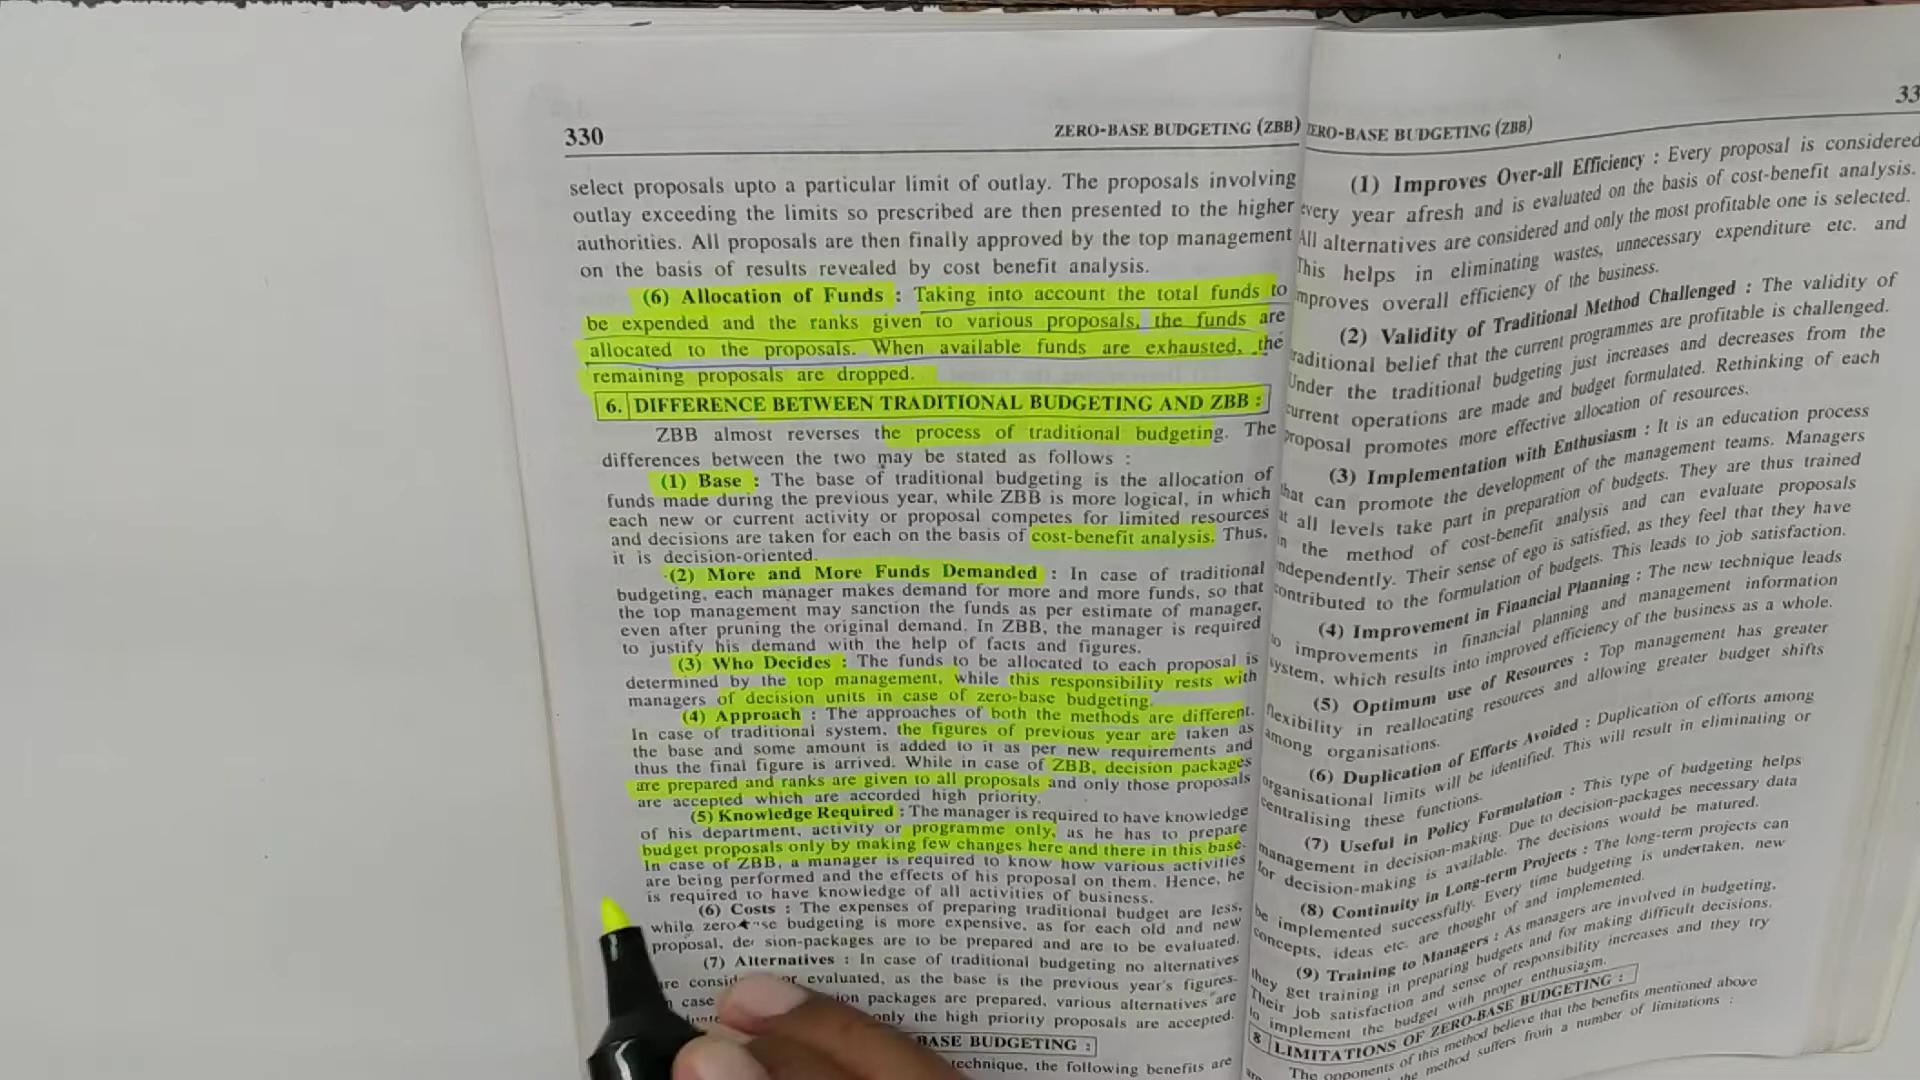 330
ZERO-BASE BUDGETING (ZBB)
select proposals upto a particular limit of outlay. The proposals involving
outlay exceeding the limits so prescribed are then presented to the higher
authorities. All proposals are then finally approved by the top management
on the basis of results revealed by cost benefit analysis.
(6) Allocation of Funds : Taking into account the total funds to
be expended and the ranks given to various proposals, the funds are
allocated to the proposals. When available funds are exhausted, the
remaining proposals are dropped.
6. DIFFERENCE BETWEEN TRADITIONAL BUDGETING AND ZBB :
ZBB almost reverses the process of traditional budgeting. The
differences between the two may be stated as follows :
(1) Base : The base of traditional budgeting is the allocation of
funds made during the previous year, while ZBB is more logical, in which
each new or current activity or proposal competes for limited resources
and decisions are taken for each on the basis of cost-benefit analysis. Thus,
it is decision-oriented.
(2) More and More Funds Demanded : In case of traditional
budgeting, each manager makes demand for more and more funds, so that
the top management may sanction the funds as per estimate of manager,
even after pruning the original demand. In ZBB, the manager is required
to justify his demand with the help of facts and figures.
(3) Who Decides : The funds to be allocated to each proposal is
determined by the top management, while this responsibility rests with
managers of decision units in case of zero-base budgeting.
(4) Approach : The approaches of both the methods are different.
In case of traditional system, the figures of previous year are taken as
the base and some amount is added to it as per new requirements and
thus the final figure is arrived. While in case of ZBB, decision packages
are prepared and ranks are given to all proposals and only those proposals
are accepted which are accorded high priority.
(5) Knowledge Required : The manager is required to have knowledge
of his department, activity or programme only, as he has to prepare
budget proposals only by making few changes here and there in this base.
In case of ZBB, a manager is required to know how various activities
are being performed and the effects of his proposal on them. Hence, he
is required to have knowledge of all activities of business.
(6) Costs : The expenses of preparing traditional budget are less,
while budgeting is more expensive, as for each old and new
proposal, sion-packages are to be prepared and are to be evaluated.
(7) Alternatives : In case of traditional budgeting no alternatives
or evaluated, as the base is the previous year's figures.
case packages are prepared, various alternatives are
only the high priority proposals are accepted.
BASE BUDGETING :
technique, the following benefits are
33
ERO-BASE BUDGETING (ZBB)
(1) Improves Over-all Efficiency : Every proposal is considered
every year afresh and is evaluated on the basis of cost-benefit analysis.
All alternatives are considered and only the most profitable one is selected.
This helps in eliminating wastes, unnecessary expenditure etc. and
mproves overall efficiency of the business.
(2) Validity of Traditional Method Challenged : The validity of
raditional belief that the current programmes are profitable is challenged.
Under the traditional budgeting just increases and decreases from the
current operations are made and budget formulated. Rethinking of each
proposal promotes more effective allocation of resources.
(3) Implementation with Enthusiasm : It is an education process
that can promote the development of the management teams. Managers
at all levels take part in preparation of budgets. They are thus trained
in the method of cost-benefit analysis and can evaluate proposals
ndependently. Their sense of ego is satisfied, as they feel that they have
contributed to the formulation of budgets. This leads to job satisfaction.
(4) Improvement in Financial Planning : The new technique leads
to improvements in financial planning and management information
system, which results into improved efficiency of the business as a whole.
(5) Optimum use of Resources : Top management has greater
flexibility in reallocating resources and allowing greater budget shifts
among organisations.
(6) Duplication of Efforts Avoided : Duplication of efforts among
organisational limits will be identified. This will result in eliminating or
centralising these functions.
(7) Useful in Policy Formulation : This type of budgeting helps
management in decision-making. Due to decision-packages necessary data
for decision-making is available. The decisions would be matured.
(8) Continuity in Long-term Projects : The long-term projects can
be implemented successfully. Every time budgeting is undertaken, new
concepts, ideas etc. are thought of and implemented.
(9) Training to Managers : As managers are involved in budgeting,
they get training in preparing budgets and for making difficult decisions.
Their job satisfaction and sense of responsibility increases and they try
to implement the budget with proper enthusiasm.
8 LIMITATIONS OF ZERO-BASE BUDGETING :
The opponents of this method believe that the benefits mentioned above
the method suffers from a number of limitations :